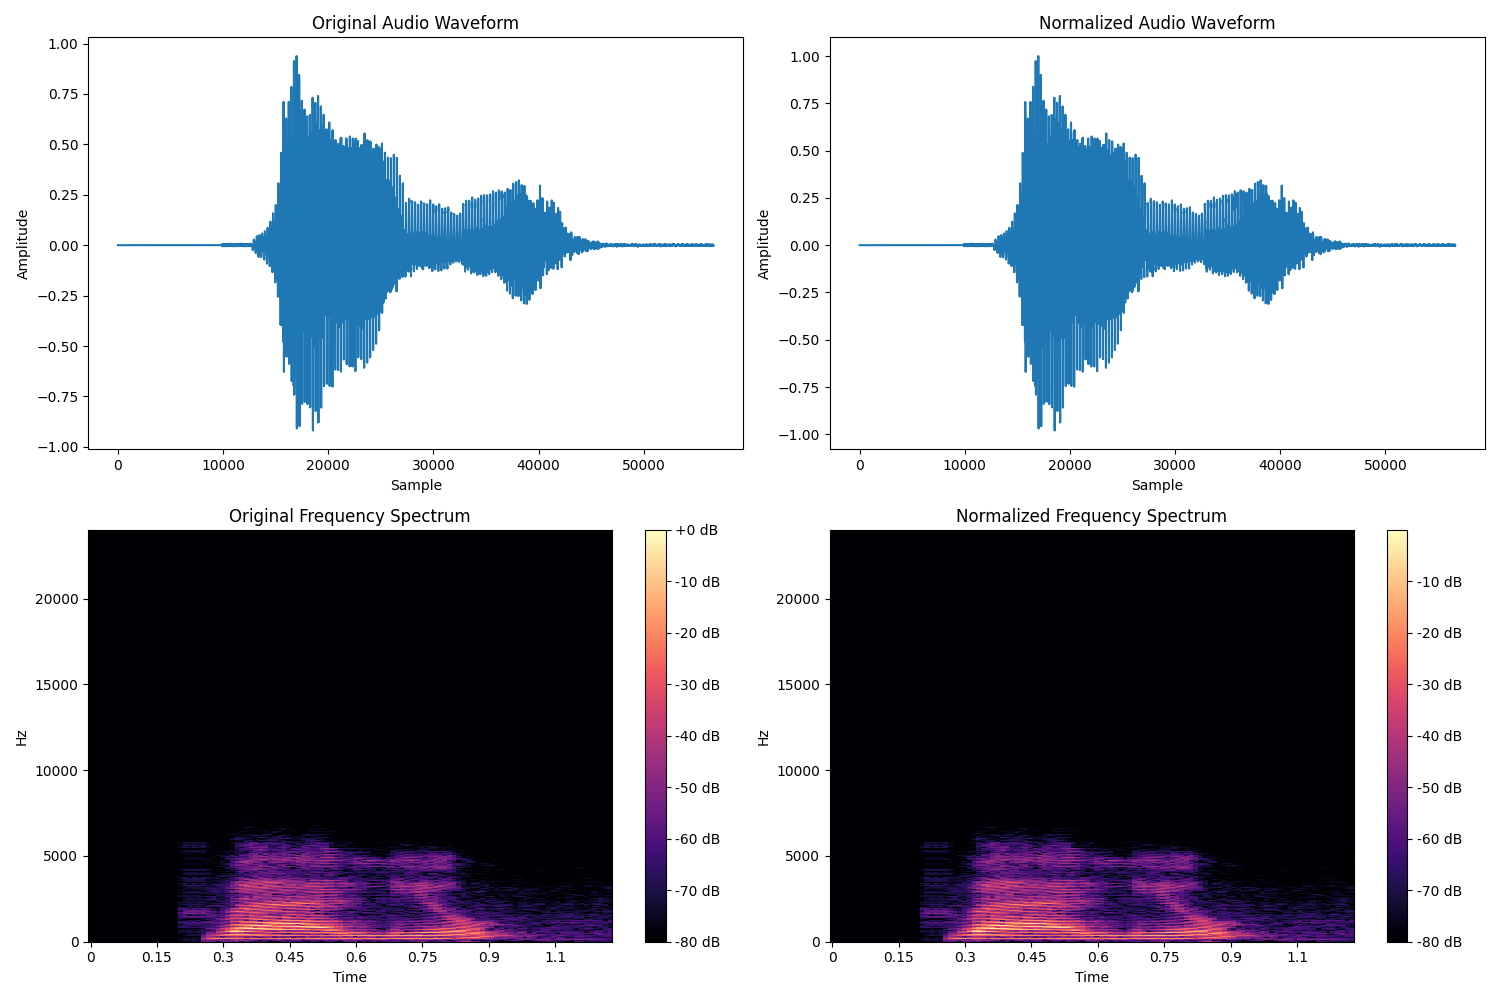 Original Audio Waveform
1.00
0.75
0.50
0.25
0.00
−0.25
−0.50
−0.75
−1.00
Amplitude
0 10000 20000 30000 40000 50000
Sample
Normalized Audio Waveform
1.00
0.75
0.50
0.25
0.00
−0.25
−0.50
−0.75
−1.00
Amplitude
0 10000 20000 30000 40000 50000
Sample
Original Frequency Spectrum
20000
15000
10000
5000
0
Hz
0 0.15 0.3 0.45 0.6 0.75 0.9 1.1
Time
+0 dB
-10 dB
-20 dB
-30 dB
-40 dB
-50 dB
-60 dB
-70 dB
-80 dB
Normalized Frequency Spectrum
20000
15000
10000
5000
0
Hz
0 0.15 0.3 0.45 0.6 0.75 0.9 1.1
Time
-10 dB
-20 dB
-30 dB
-40 dB
-50 dB
-60 dB
-70 dB
-80 dB